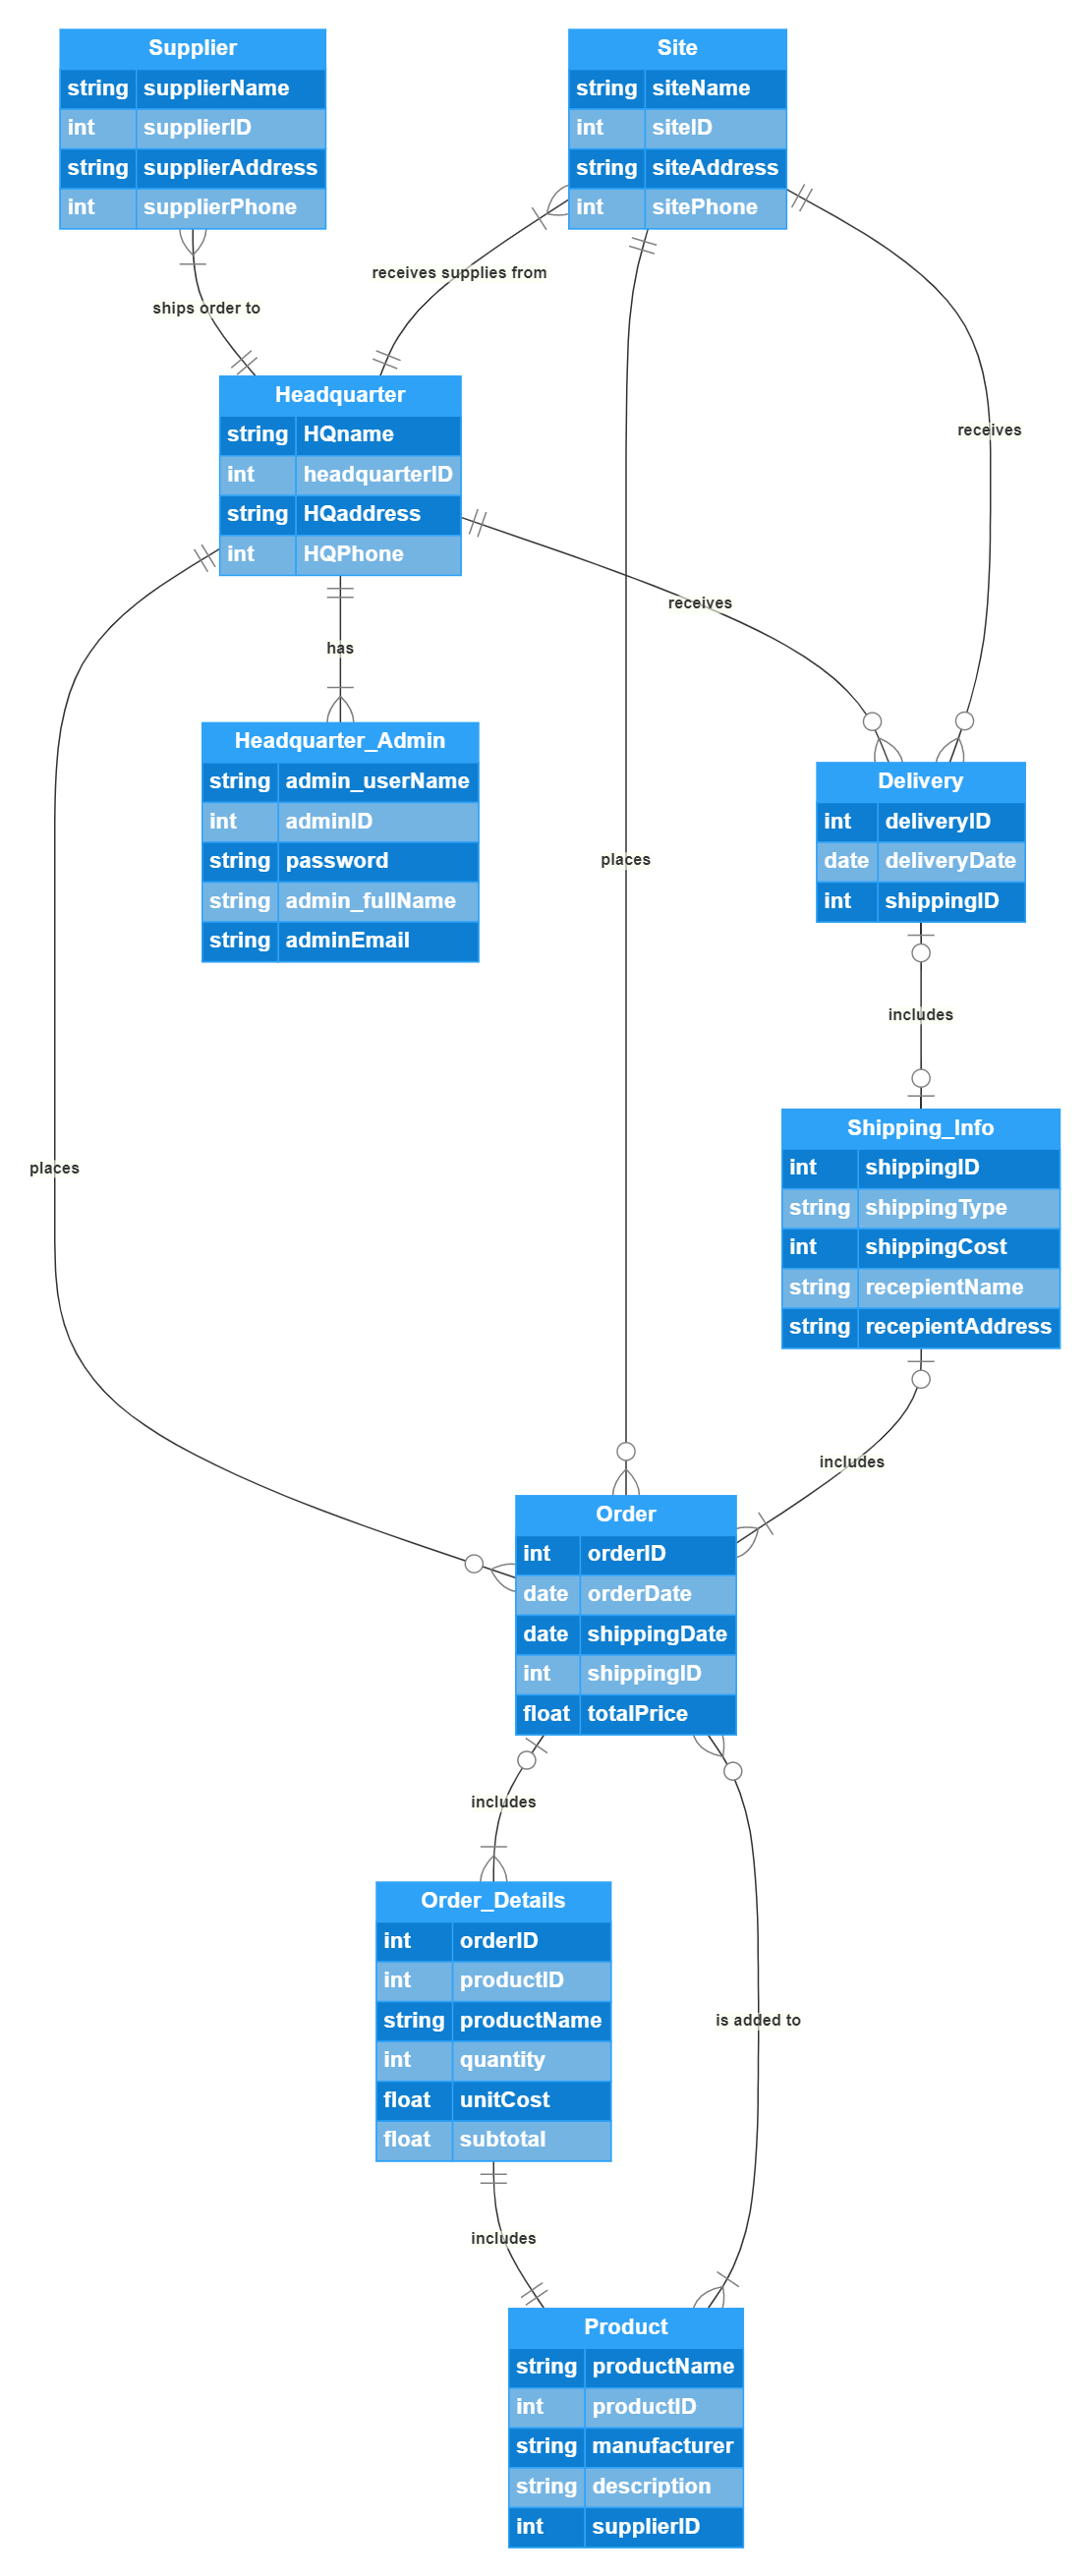 Supplier
string supplierName
int supplierID
string supplierAddress
int supplierPhone
Site
string siteName
int siteID
string siteAddress
int sitePhone
receives supplies from
ships order to
Headquarter
string HQname
int headquarterID
string HQaddress
int HQPhone
receives
receives
has
Headquarter_Admin
string admin_userName
int adminID
string password
string admin_fullName
string adminEmail
Delivery
int deliveryID
date deliveryDate
int shippingID
places
includes
Shipping_Info
int shippingID
string shippingType
int shippingCost
string recepientName
string recepientAddress
places
includes
Order
int orderID
date orderDate
date shippingDate
int shippingID
float totalPrice
includes
Order_Details
int orderID
int productID
string productName
int quantity
float unitCost
float subtotal
is added to
includes
Product
string productName
int productID
string manufacturer
string description
int supplierID